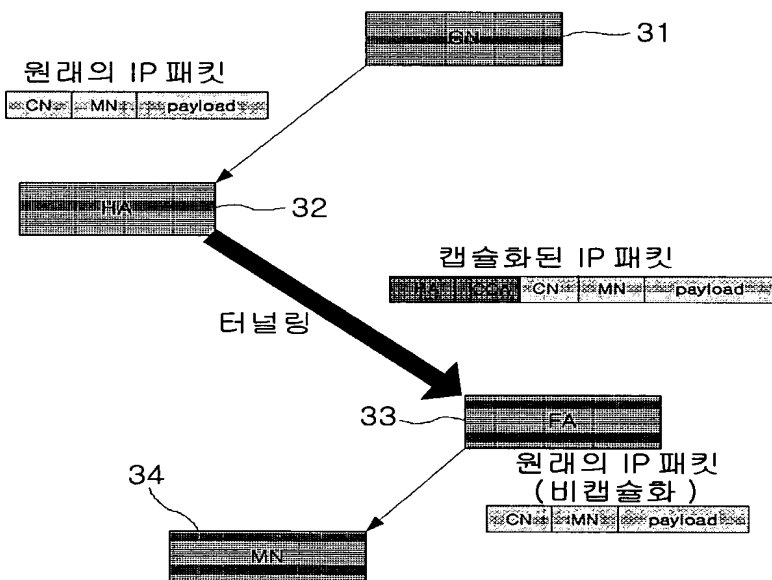 CN
31
원래의 IP 패킷
CN MN payload
HA
32
캡슐화된 IP 패킷
HA COA CN MN payload
터널링
33
FA
원래의 IP 패킷
(비캡슐화)
CN MN payload
34
MN